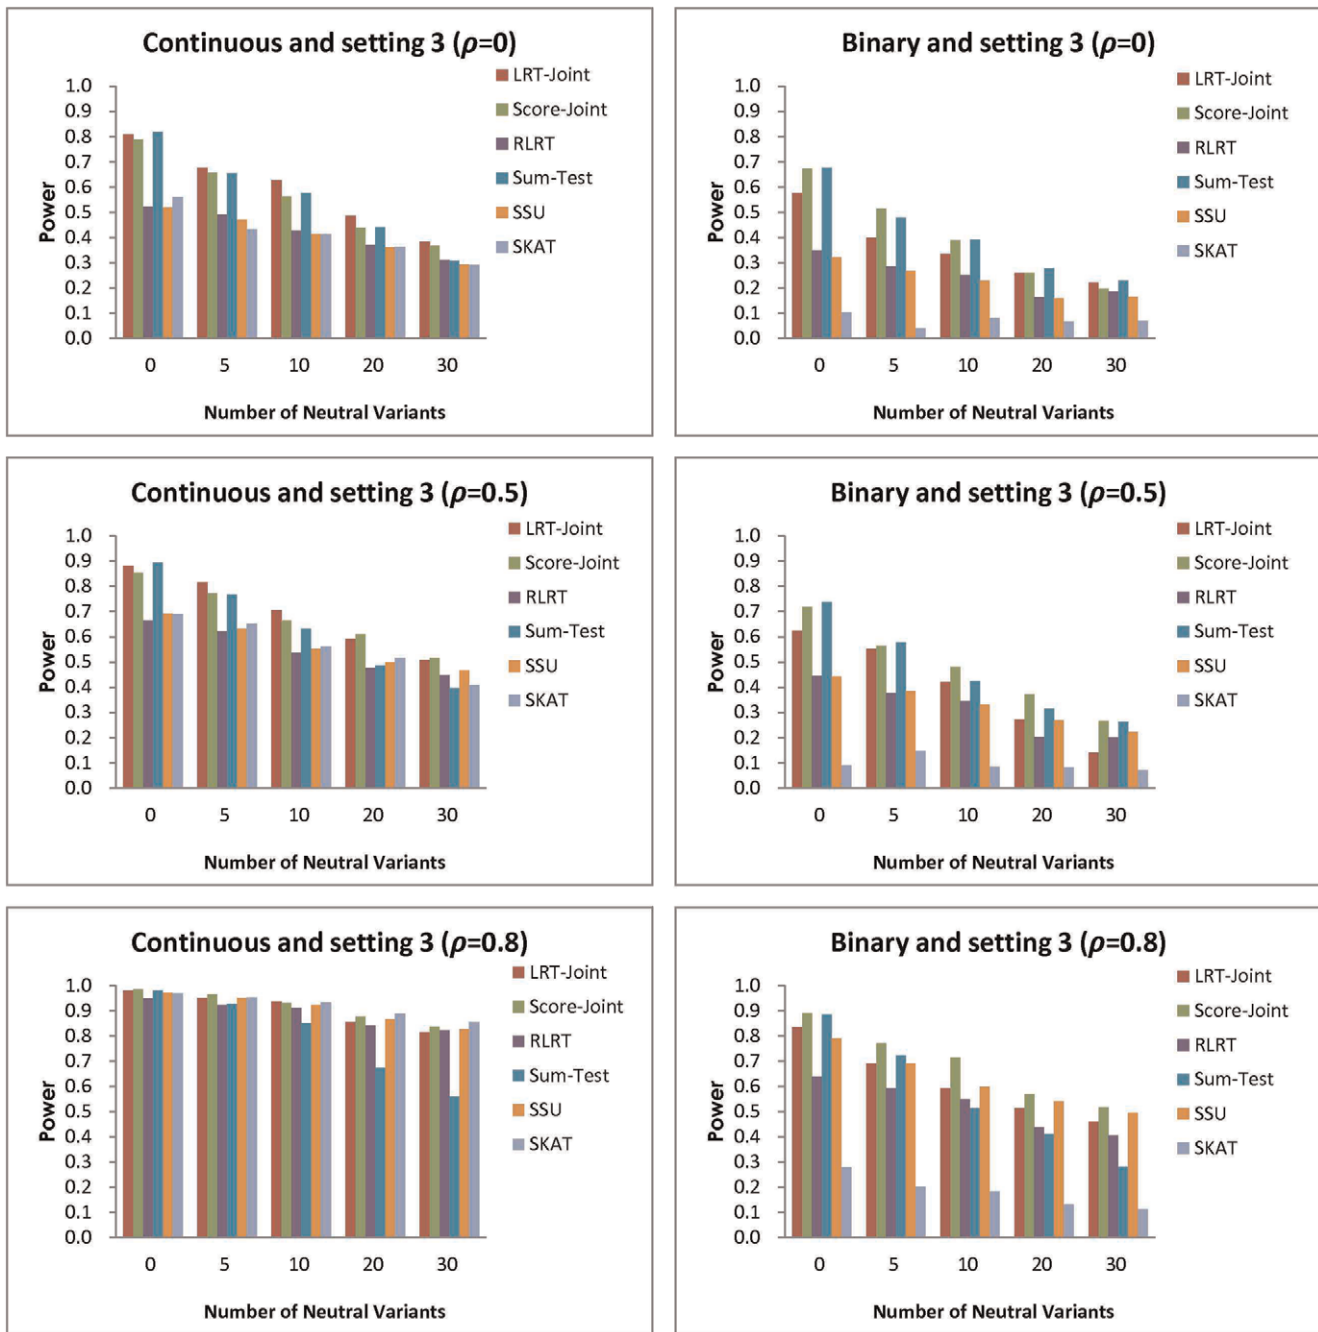 Continuous and setting 3 (ρ=0)
LRT-Joint
Score-Joint
RLRT
Sum-Test
SSU
SKAT
Power
1.0
0.9
0.8
0.7
0.6
0.5
0.4
0.3
0.2
0.1
0.0
0 5 10 20 30
Number of Neutral Variants
Binary and setting 3 (ρ=0)
LRT-Joint
Score-Joint
RLRT
Sum-Test
SSU
SKAT
Power
1.0
0.9
0.8
0.7
0.6
0.5
0.4
0.3
0.2
0.1
0.0
0 5 10 20 30
Number of Neutral Variants
Continuous and setting 3 (ρ=0.5)
LRT-Joint
Score-Joint
RLRT
Sum-Test
SSU
SKAT
Power
1.0
0.9
0.8
0.7
0.6
0.5
0.4
0.3
0.2
0.1
0.0
0 5 10 20 30
Number of Neutral Variants
Binary and setting 3 (ρ=0.5)
LRT-Joint
Score-Joint
RLRT
Sum-Test
SSU
SKAT
Power
1.0
0.9
0.8
0.7
0.6
0.5
0.4
0.3
0.2
0.1
0.0
0 5 10 20 30
Number of Neutral Variants
Continuous and setting 3 (ρ=0.8)
LRT-Joint
Score-Joint
RLRT
Sum-Test
SSU
SKAT
Power
1.0
0.9
0.8
0.7
0.6
0.5
0.4
0.3
0.2
0.1
0.0
0 5 10 20 30
Number of Neutral Variants
Binary and setting 3 (ρ=0.8)
LRT-Joint
Score-Joint
RLRT
Sum-Test
SSU
SKAT
Power
1.0
0.9
0.8
0.7
0.6
0.5
0.4
0.3
0.2
0.1
0.0
0 5 10 20 30
Number of Neutral Variants